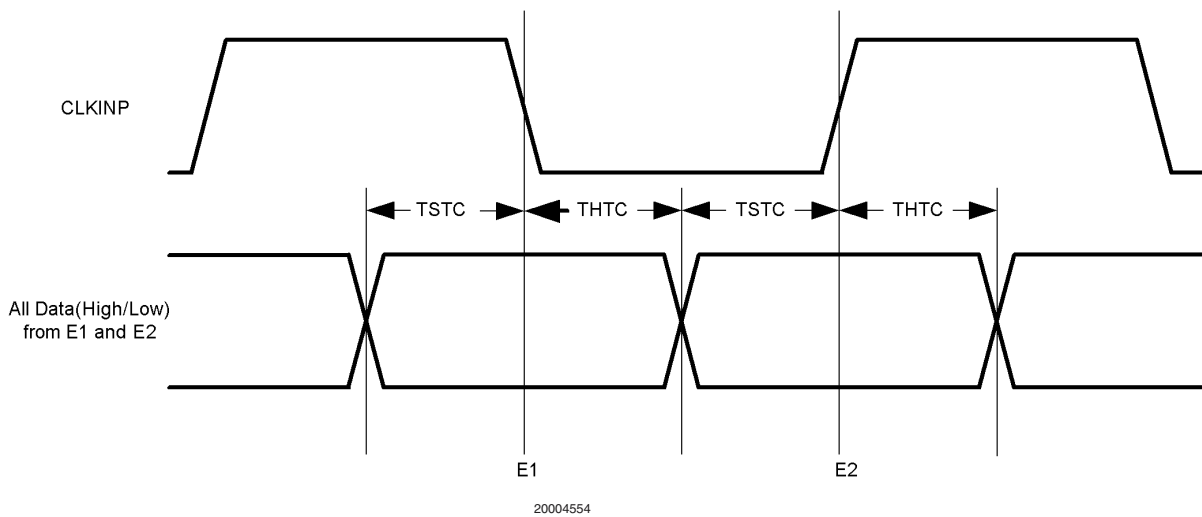 CLKINP
TSTC THTC TSTC THTC
All Data(High/Low)
from E1 and E2
E1 E2
20004554